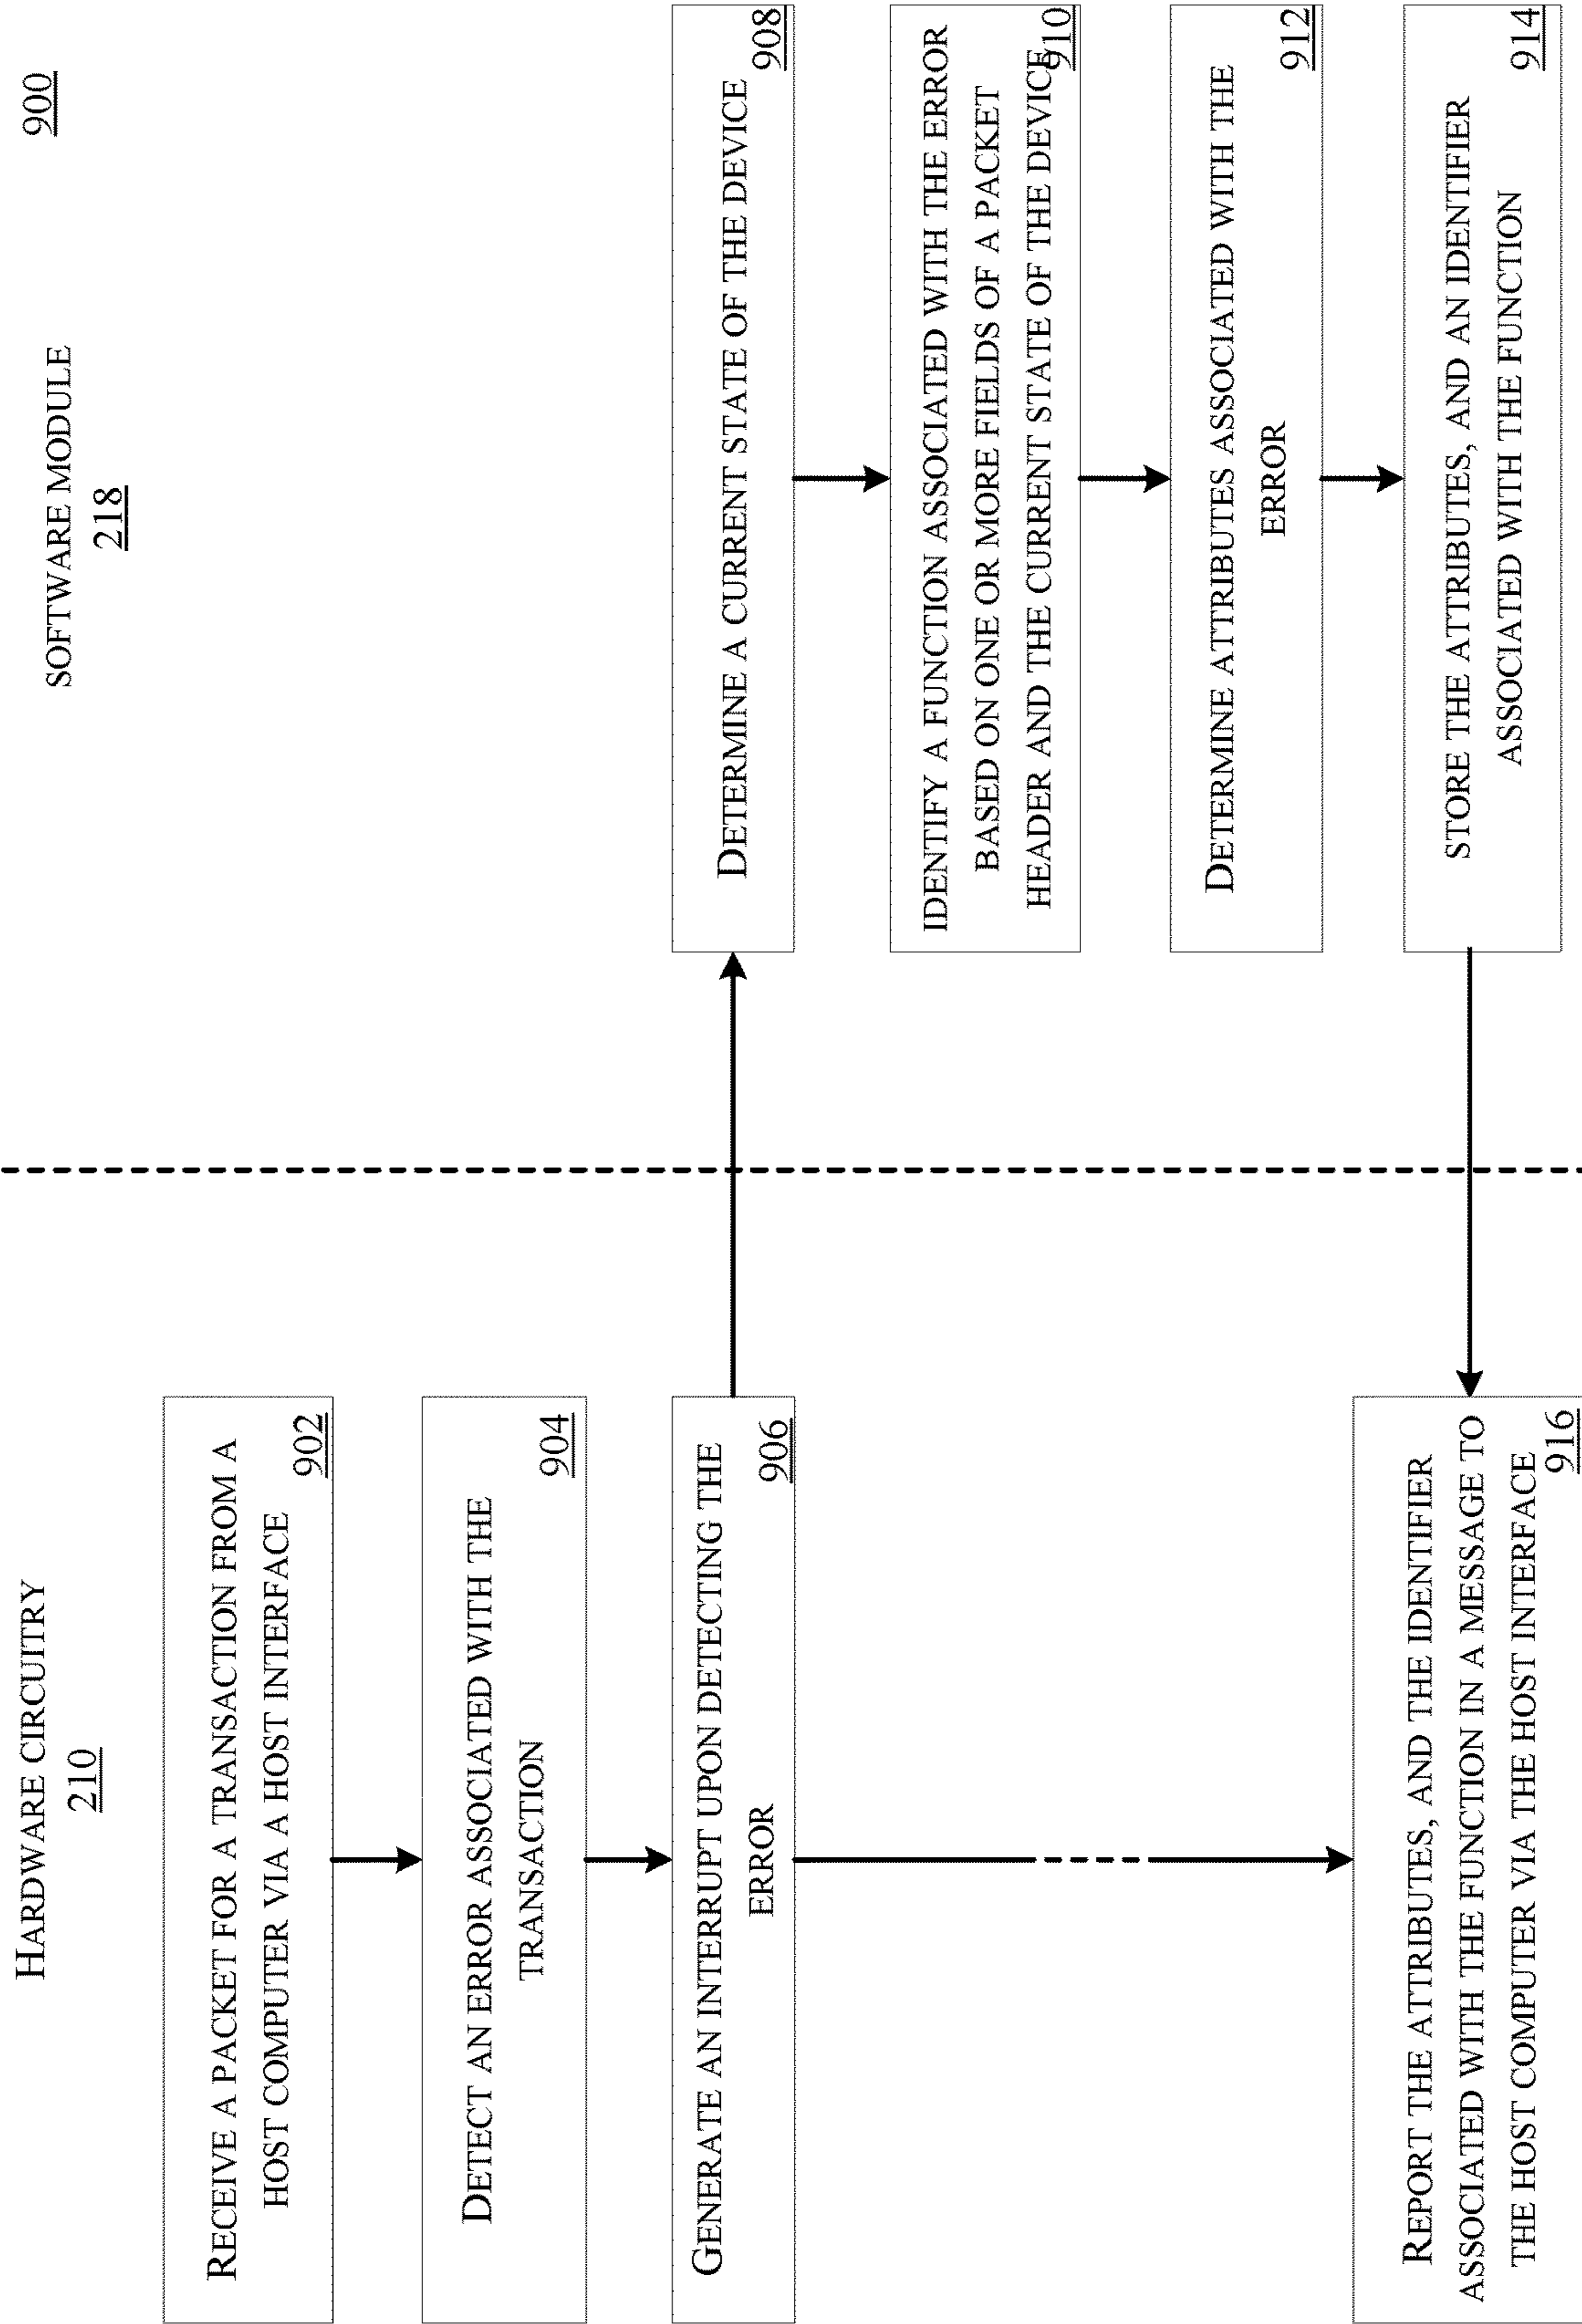 900
HARDWARE CIRCUITRY
210
SOFTWARE MODULE
218
RECEIVE A PACKET FOR A TRANSACTION FROM A
HOST COMPUTER VIA A HOST INTERFACE
902
DETECT AN ERROR ASSOCIATED WITH THE
TRANSACTION
904
GENERATE AN INTERRUPT UPON DETECTING THE
ERROR
906
DETERMINE A CURRENT STATE OF THE DEVICE
908
IDENTIFY A FUNCTION ASSOCIATED WITH THE ERROR
BASED ON ONE OR MORE FIELDS OF A PACKET
HEADER AND THE CURRENT STATE OF THE DEVICE
910
DETERMINE ATTRIBUTES ASSOCIATED WITH THE
ERROR
912
STORE THE ATTRIBUTES, AND AN IDENTIFIER
ASSOCIATED WITH THE FUNCTION
914
REPORT THE ATTRIBUTES, AND THE IDENTIFIER
ASSOCIATED WITH THE FUNCTION IN A MESSAGE TO
THE HOST COMPUTER VIA THE HOST INTERFACE
916